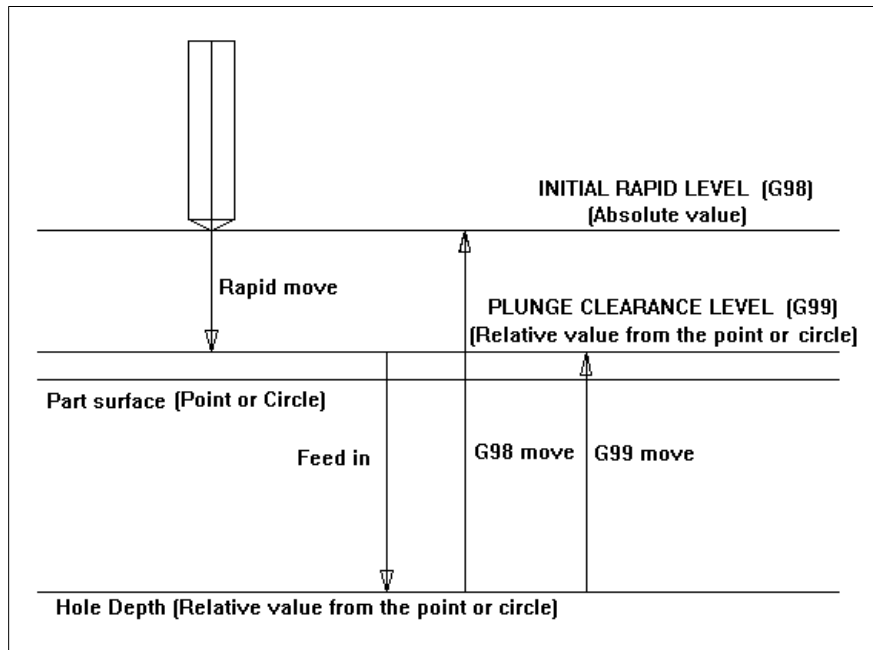 INITIAL RAPID LEVEL (G98)
(Absolute value)
Rapid move
PLUNGE CLEARANCE LEVEL (G99)
(Relative value from the point or circle)
Part surface (Point or Circle)
Feed in
G98 move
G99 move
Hole Depth (Relative value from the point or circle)